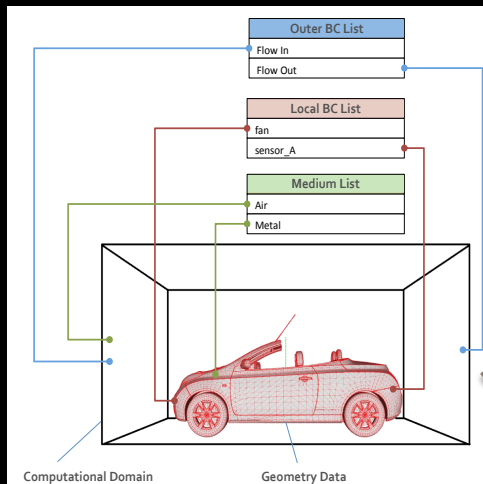 Outer BC List
Flow In
Flow Out
Local BC List
fan
sensor_A
Medium List
Air
Metal
Computational Domain
Geometry Data